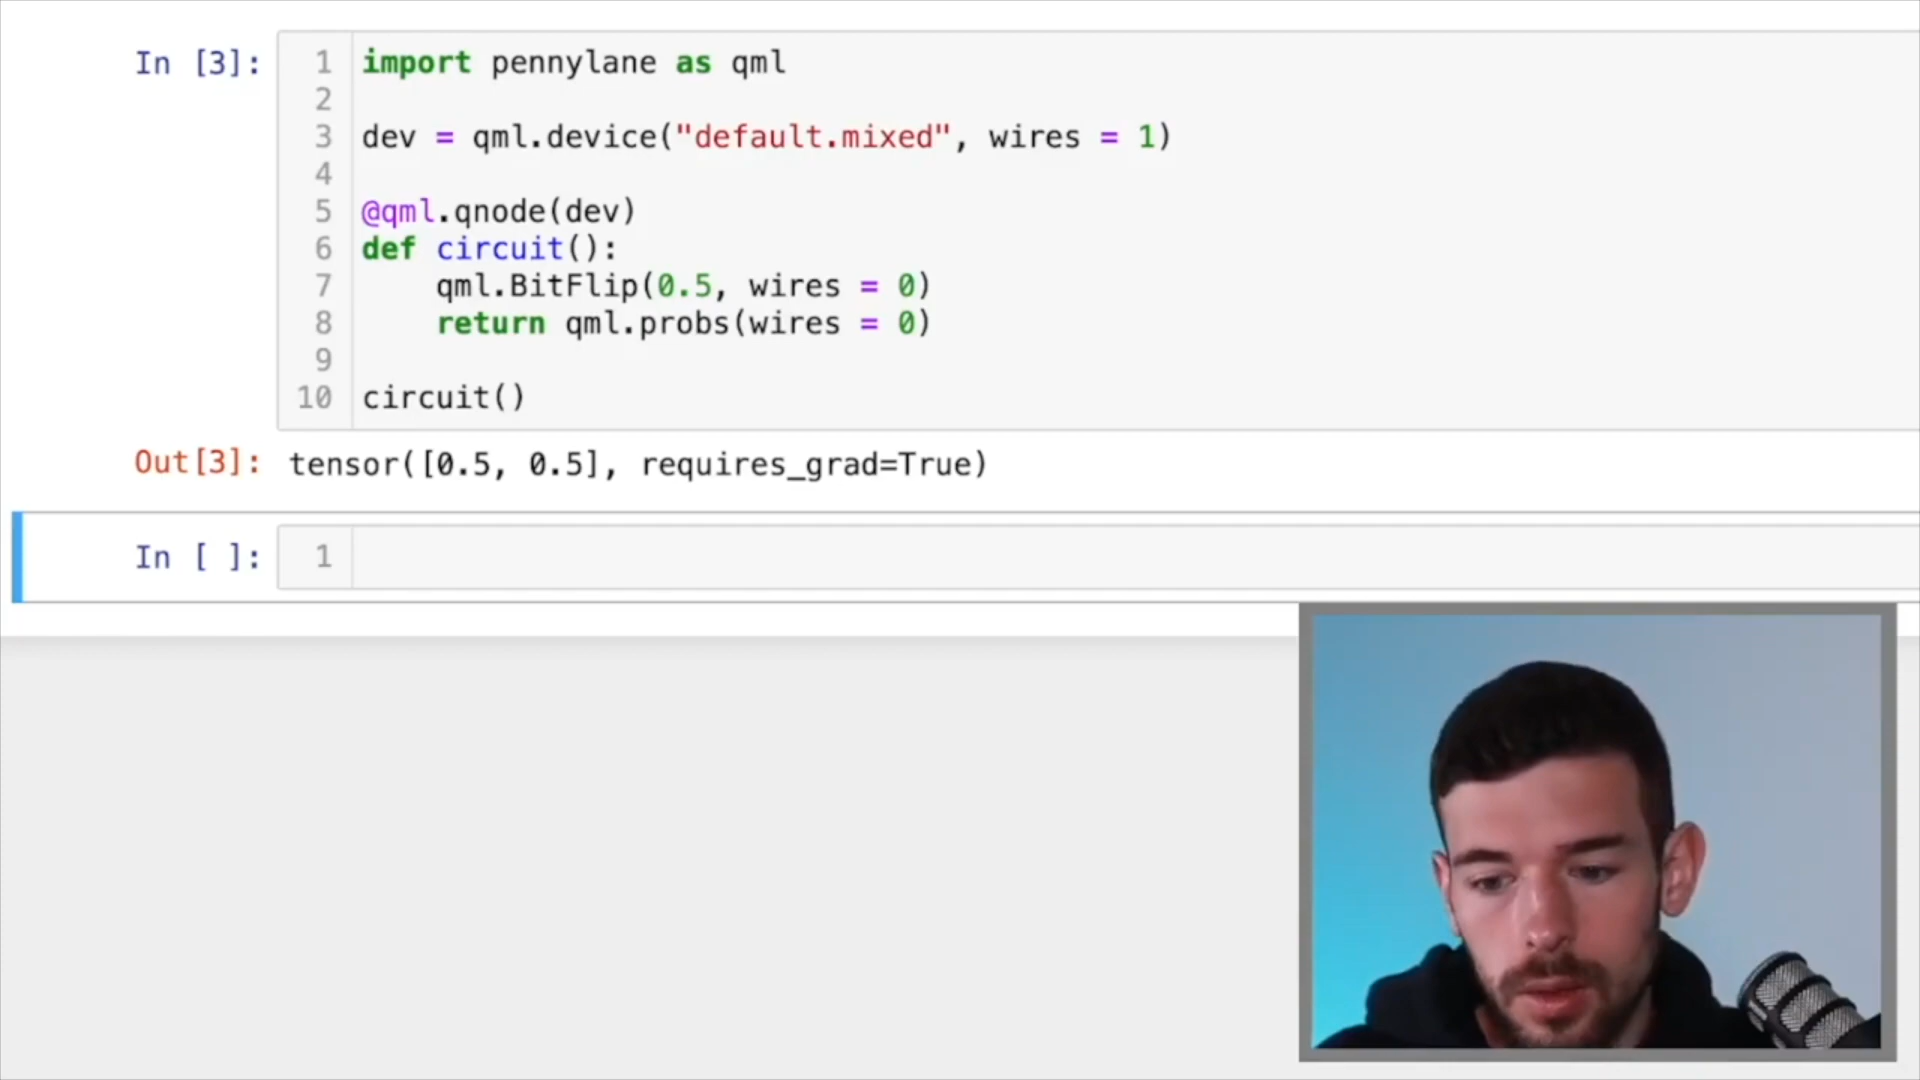 In [3]:
1 import pennylane as qml
2
3 dev = qml.device("default.mixed", wires = 1)
4
5 @qml.qnode(dev)
6 def circuit():
7     qml.BitFlip(0.5, wires = 0)
8     return qml.probs(wires = 0)
9
10 circuit()
Out[3]: tensor([0.5, 0.5], requires_grad=True)
In [ ]: 1